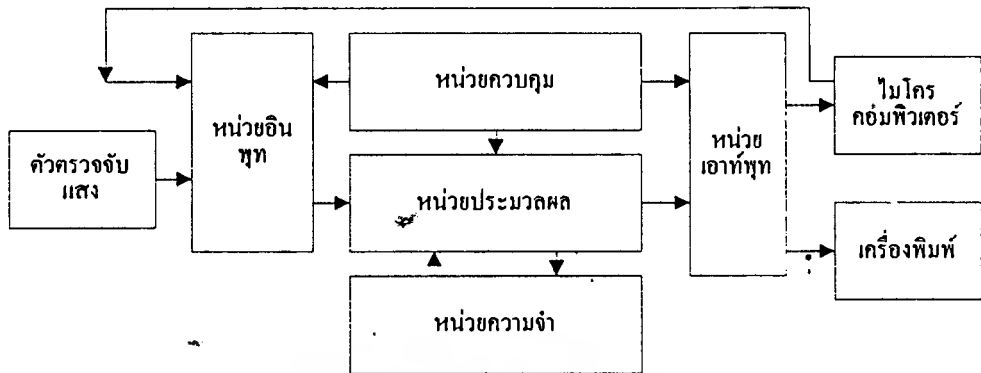 หน่วยควบคุม
ไมโคร
คอมพิวเตอร์
หน่วยอิน
พุท
หน่วย
เอาท์พุท
ตัวตรวจจับ
แสง
หน่วยประมวลผล
เครื่องพิมพ์
หน่วยความจำ